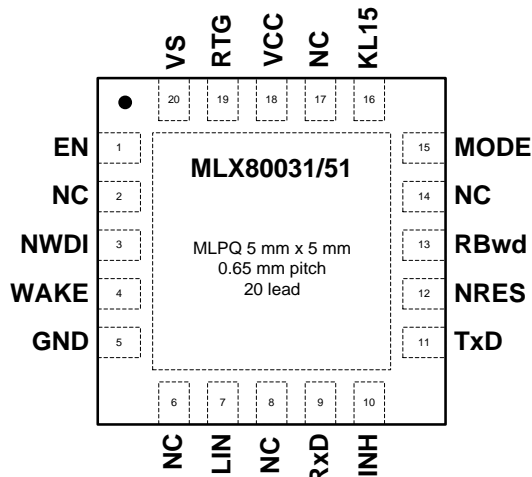 VS
RTG
VCC
NC
KL15
20
19
18
17
16
EN
1
NC
2
NWDI
3
WAKE
4
GND
5
MLX80031/51
MLPQ 5 mm x 5 mm
0.65 mm pitch
20 lead
15
MODE
14
NC
13
RBwd
12
NRES
11
TxD
6
7
8
9
10
NC
LIN
NC
RxD
INH